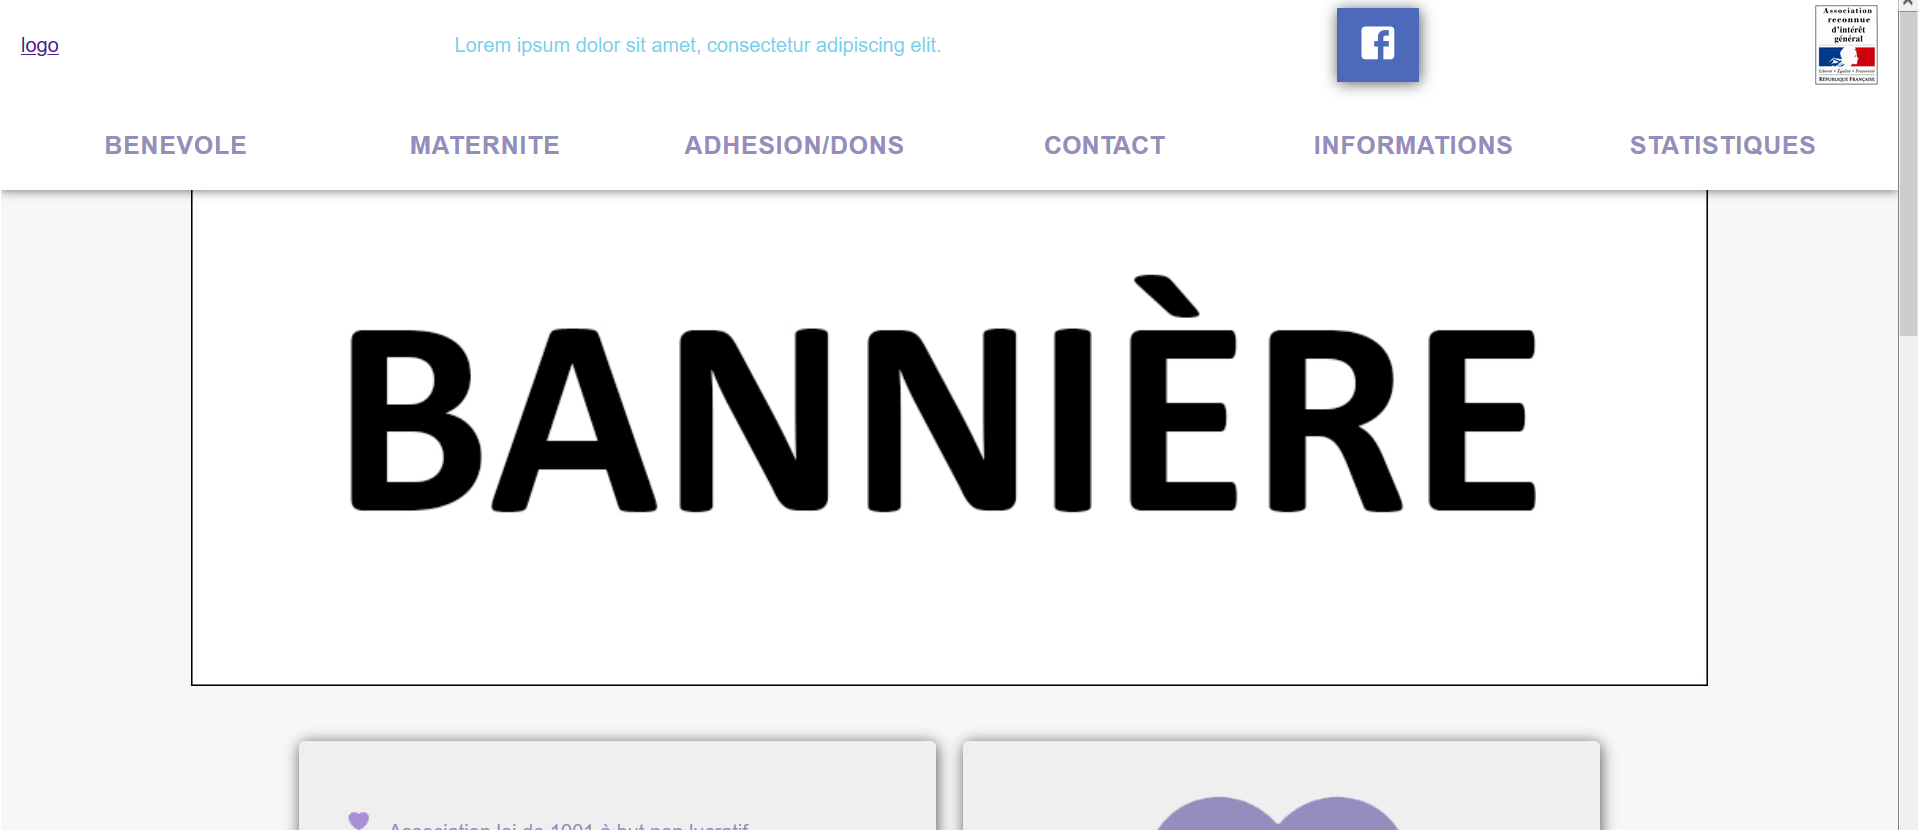 logo
Lorem ipsum dolor sit amet, consectetur adipiscing elit.
Association
reconnue
d'intérêt
général
Liberté • Égalité • Fraternité
RÉPUBLIQUE FRANÇAISE
BENEVOLE
MATERNITE
ADHESION/DONS
CONTACT
INFORMATIONS
STATISTIQUES
BANNIÈRE
Association loi de 1901 à but non lucratif